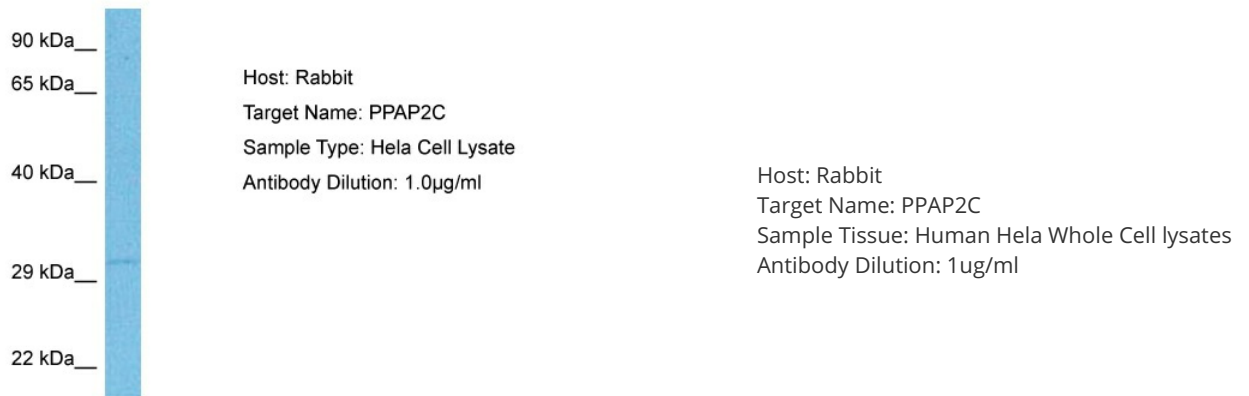 90 kDa__
65 kDa__
40 kDa__
29 kDa__
22 kDa__
Host: Rabbit
Target Name: PPAP2C
Sample Type: Hela Cell Lysate
Antibody Dilution: 1.0µg/ml
Host: Rabbit
Target Name: PPAP2C
Sample Tissue: Human Hela Whole Cell lysates
Antibody Dilution: 1ug/ml